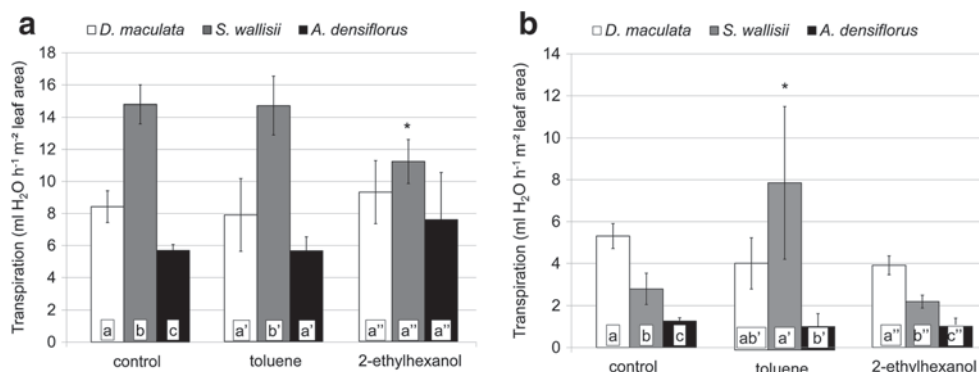 a
D. maculata S. wallisii A. densiflorus
Transpiration (ml H₂O h⁻¹ m⁻² leaf area)
18
16
14
12
10
8
6
4
2
0
*
a b c a' b' a' a'' a'' a''
control toluene 2-ethylhexanol
b
D. maculata S. wallisii A. densiflorus
Transpiration (ml H₂O h⁻¹ m⁻² leaf area)
14
12
10
8
6
4
2
0
*
a b c ab' a' b' a'' b'' c''
control toluene 2-ethylhexanol